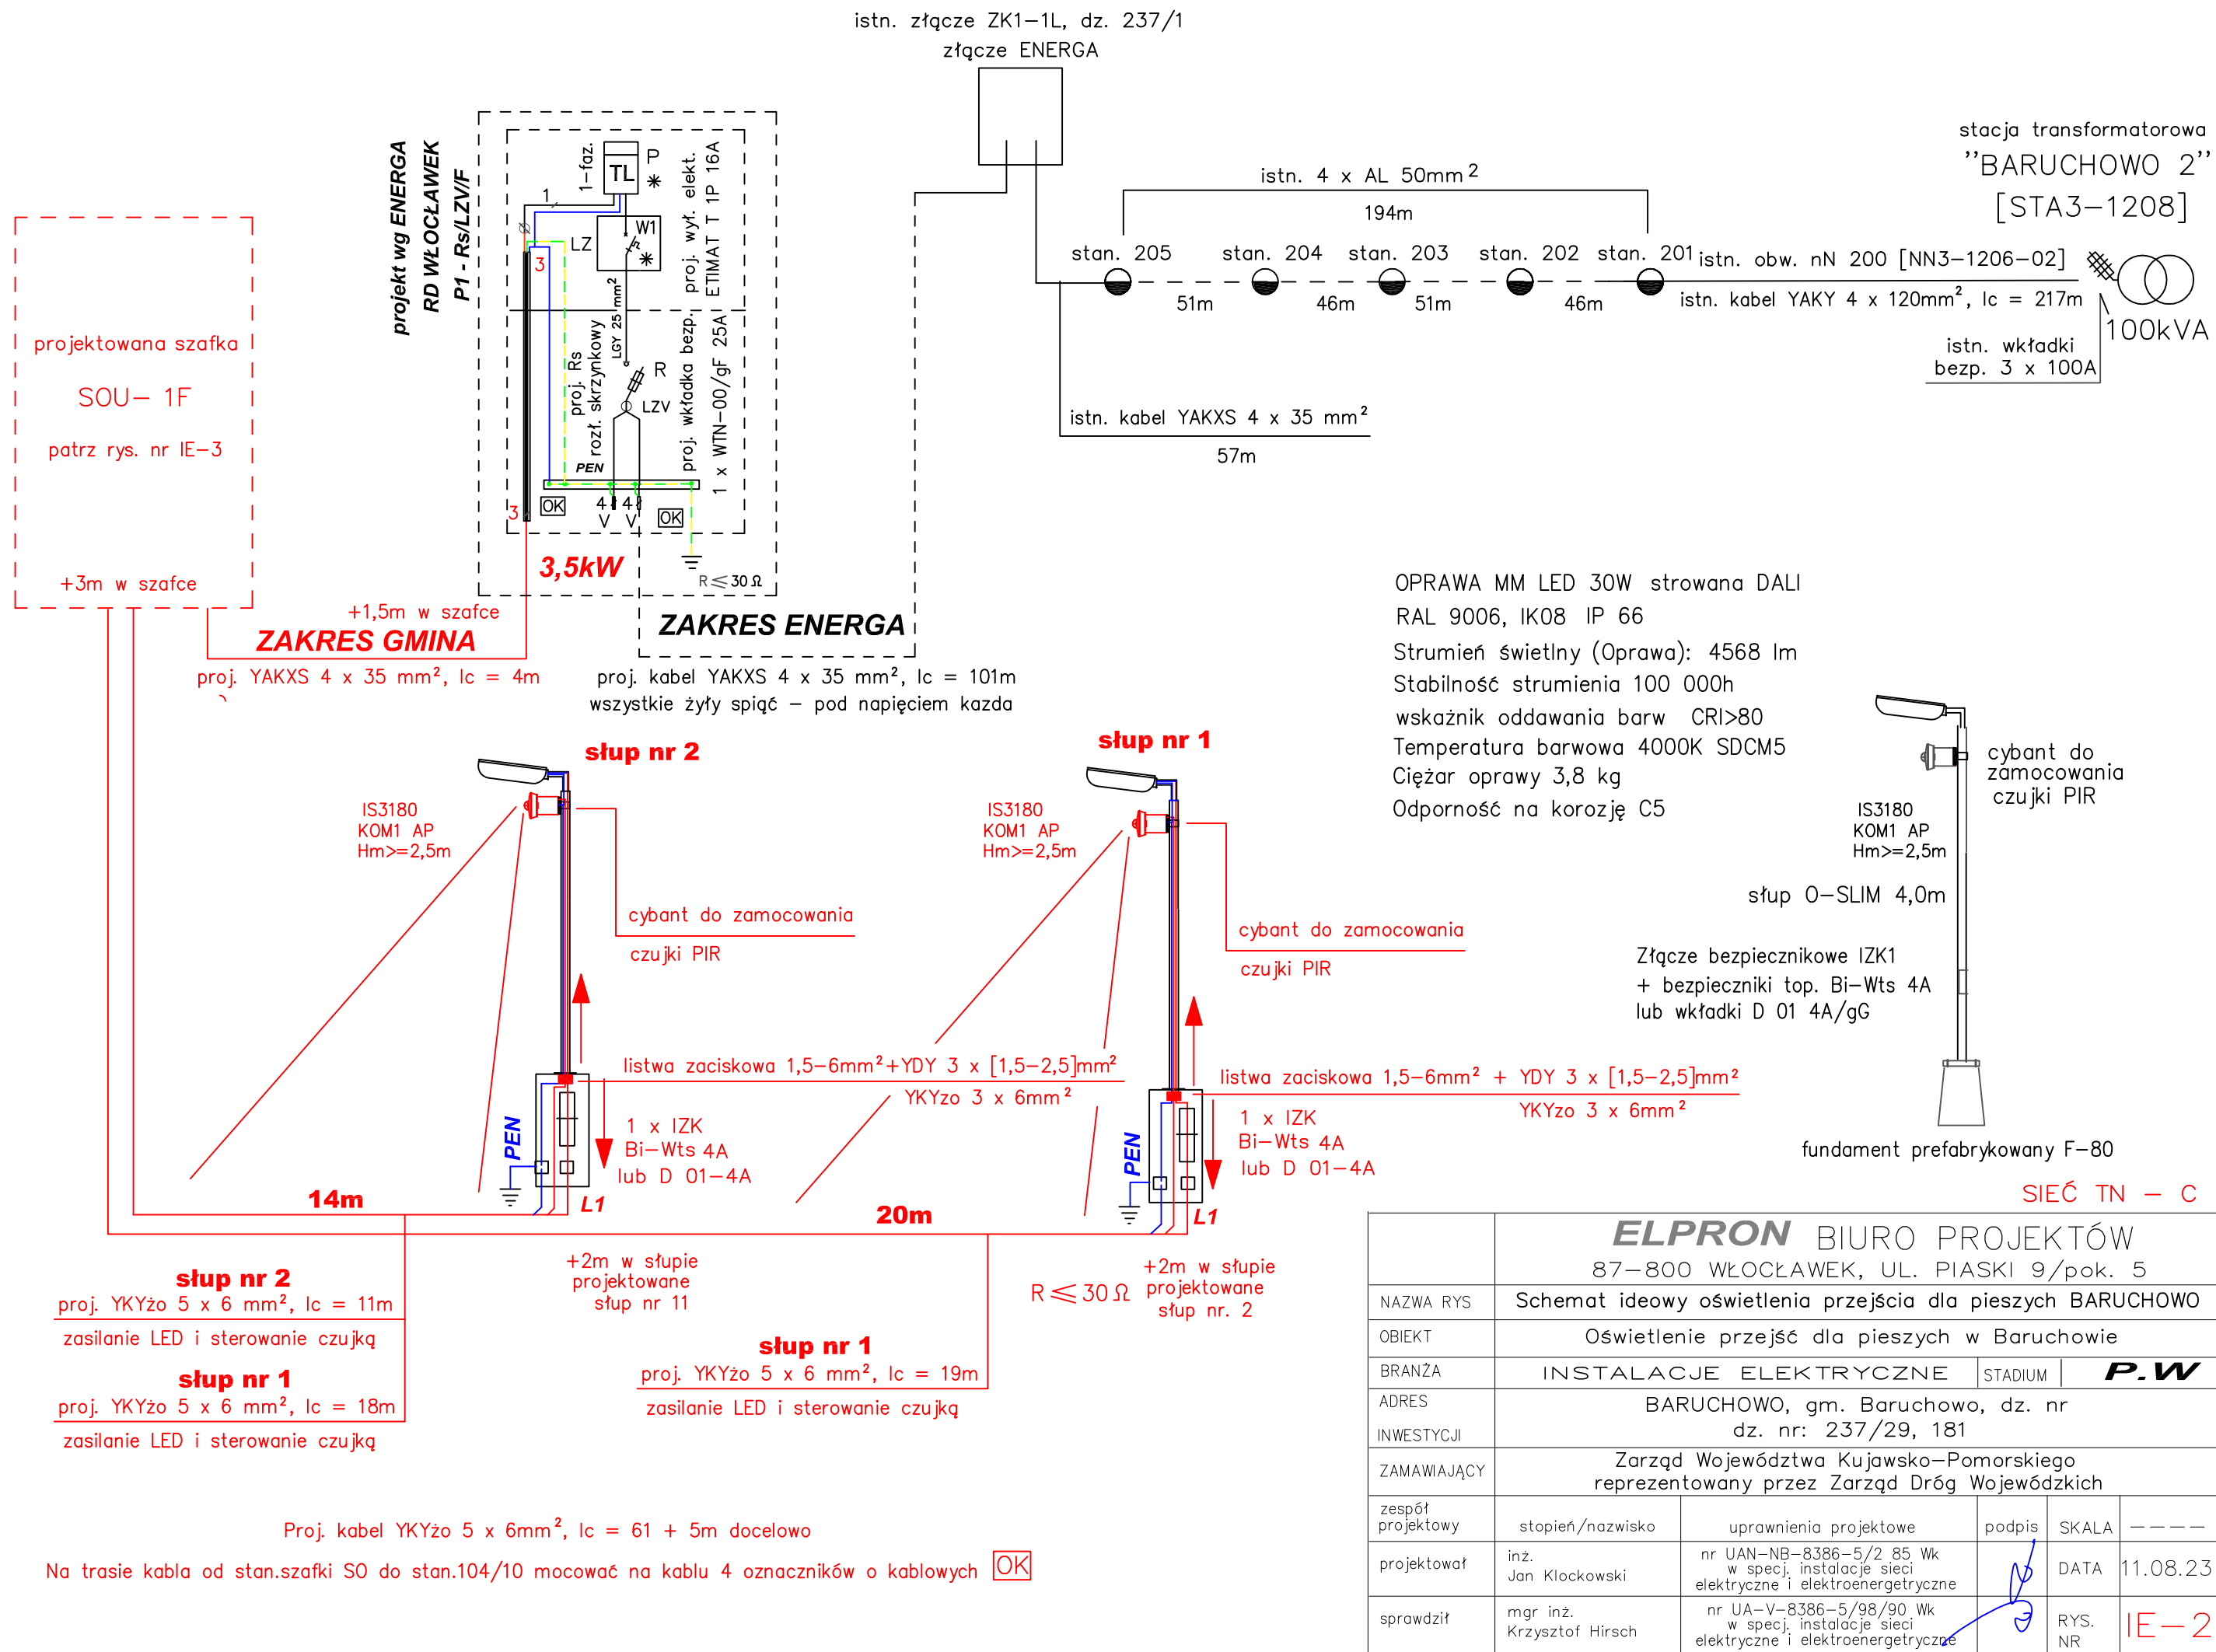 istn. złącze ZK1-1L, dz. 237/1
złącze ENERGA
stacja transformatorowa
''BARUCHOWO 2''
[STA3-1208]
istn. 4 x AL 50mm²
194m
stan. 205
stan. 204
stan. 203
stan. 202
stan. 201
istn. obw. nN 200 [NN3-1206-02]
51m
46m
51m
46m
istn. kabel YAKY 4 x 120mm², lc = 217m
100kVA
istn. wkładki
bezp. 3 x 100A
istn. kabel YAKXS 4 x 35 mm²
57m
projekt wg ENERGA
RD WŁOCŁAWEK
P1 - Rs/LZV/F
1-faz.
TL
P
1
LZ
W1
3
proj. wył. elekt.
ETIMAT T 1P 16A
LGY 25 mm²
proj. Rs
rozł. skrzynkowy
R
LZV
proj. wkładka bezp.
1 x WTN-00/gF 25A
PEN
OK
4
4
V
V
OK
3
3,5kW
R ≤ 30 Ω
projektowana szafka
SOU- 1F
patrz rys. nr IE-3
+3m w szafce
+1,5m w szafce
ZAKRES GMINA
proj. YAKXS 4 x 35 mm², lc = 4m
ZAKRES ENERGA
proj. kabel YAKXS 4 x 35 mm², lc = 101m
wszystkie żyły spiąć - pod napięciem kazda
OPRAWA MM LED 30W strowana DALI
RAL 9006, IK08 IP 66
Strumień świetlny (Oprawa): 4568 lm
Stabilność strumienia 100 000h
wskaźnik oddawania barw CRI>80
Temperatura barwowa 4000K SDCM5
Ciężar oprawy 3,8 kg
Odporność na korozję C5
cybant do
zamocowania
czujki PIR
IS3180
KOM1 AP
Hm>=2,5m
słup O-SLIM 4,0m
Złącze bezpiecznikowe IZK1
+ bezpieczniki top. Bi-Wts 4A
lub wkładki D 01 4A/gG
fundament prefabrykowany F-80
słup nr 2
IS3180
KOM1 AP
Hm>=2,5m
cybant do zamocowania
czujki PIR
listwa zaciskowa 1,5-6mm²+YDY 3 x [1,5-2,5]mm²
YKYzo 3 x 6mm²
PEN
1 x IZK
Bi-Wts 4A
lub D 01-4A
L1
14m
+2m w słupie
projektowane
słup nr 11
słup nr 1
IS3180
KOM1 AP
Hm>=2,5m
cybant do zamocowania
czujki PIR
listwa zaciskowa 1,5-6mm² + YDY 3 x [1,5-2,5]mm²
YKYzo 3 x 6mm²
PEN
1 x IZK
Bi-Wts 4A
lub D 01-4A
L1
20m
R ≤ 30 Ω
+2m w słupie
projektowane
słup nr. 2
słup nr 2
proj. YKYżo 5 x 6 mm², lc = 11m
zasilanie LED i sterowanie czujką
słup nr 1
proj. YKYżo 5 x 6 mm², lc = 18m
zasilanie LED i sterowanie czujką
słup nr 1
proj. YKYżo 5 x 6 mm², lc = 19m
zasilanie LED i sterowanie czujką
Proj. kabel YKYżo 5 x 6mm², lc = 61 + 5m docelowo
Na trasie kabla od stan.szafki SO do stan.104/10 mocować na kablu 4 oznaczników o kablowych OK
SIEĆ TN - C
ELPRON BIURO PROJEKTÓW
87-800 WŁOCŁAWEK, UL. PIASKI 9/pok. 5
NAZWA RYS Schemat ideowy oświetlenia przejścia dla pieszych BARUCHOWO
OBIEKT Oświetlenie przejść dla pieszych w Baruchowie
BRANŻA INSTALACJE ELEKTRYCZNE STADIUM P.W
ADRES
INWESTYCJI
BARUCHOWO, gm. Baruchowo, dz. nr
dz. nr: 237/29, 181
ZAMAWIAJĄCY
Zarząd Województwa Kujawsko-Pomorskiego
reprezentowany przez Zarząd Dróg Wojewódzkich
zespół
projektowy
stopień/nazwisko
uprawnienia projektowe
podpis
SKALA ----
projektował
inż.
Jan Klockowski
nr UAN-NB-8386-5/2 85 Wk
w specj. instalacje sieci
elektryczne i elektroenergetryczne
DATA 11.08.23
sprawdził
mgr inż.
Krzysztof Hirsch
nr UA-V-8386-5/98/90 Wk
w specj. instalacje sieci
elektryczne i elektroenergetryczne
RYS.
NR
IE-2